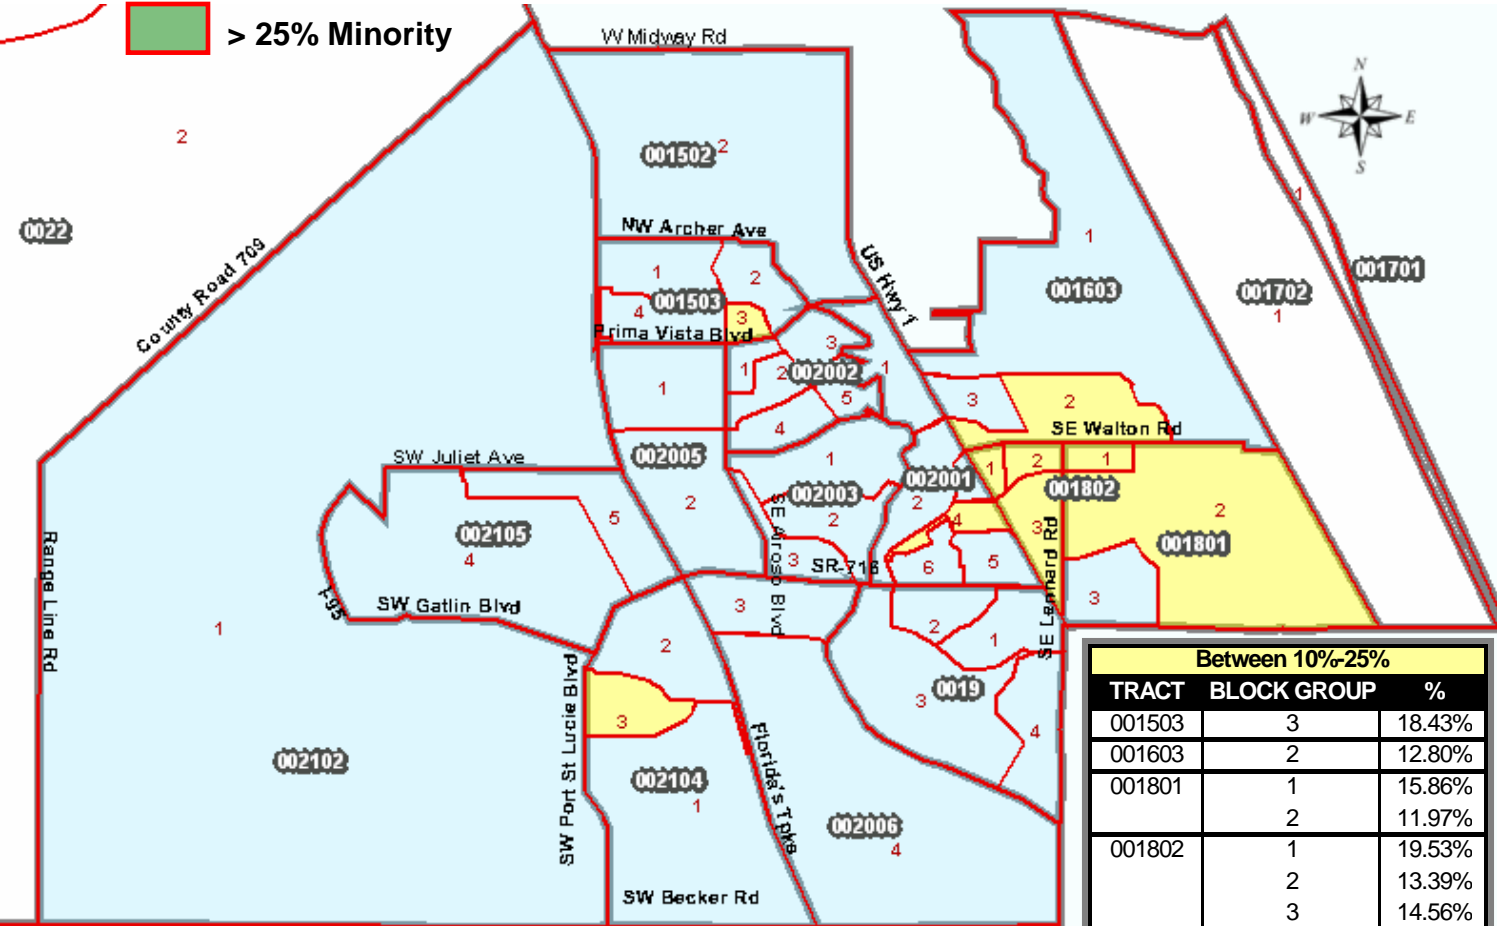 > 25% Minority
W Midway Rd
N
W E
S
2
001502 2
0022
NW Archer Ave
1
County Road 709
US Hwy 1
1
1
2
001503
001603
001702
001701
1
4
3
Prima Vista Blvd
3
1
2
002002
1
1
5
3
2
4
SE Walton Rd
SW Juliet Ave
002005
1
002001
1
2
1
001802
002003
2
2
2
4
3
2
002105
5
4
SE Airoso Blvd
001801
3
SR-716
6
5
SE Lennard Rd
3
Range Line Rd
I-95
SW Gatlin Blvd
1
3
2
1
2
0019
3
4
SW Port St Lucie Blvd
3
Florida's Tpke
002102
002104
1
002006
4
SW Becker Rd
Between 10%-25%
TRACT BLOCK GROUP %
001503 3 18.43%
001603 2 12.80%
001801 1 15.86%
2 11.97%
001802 1 19.53%
2 13.39%
3 14.56%